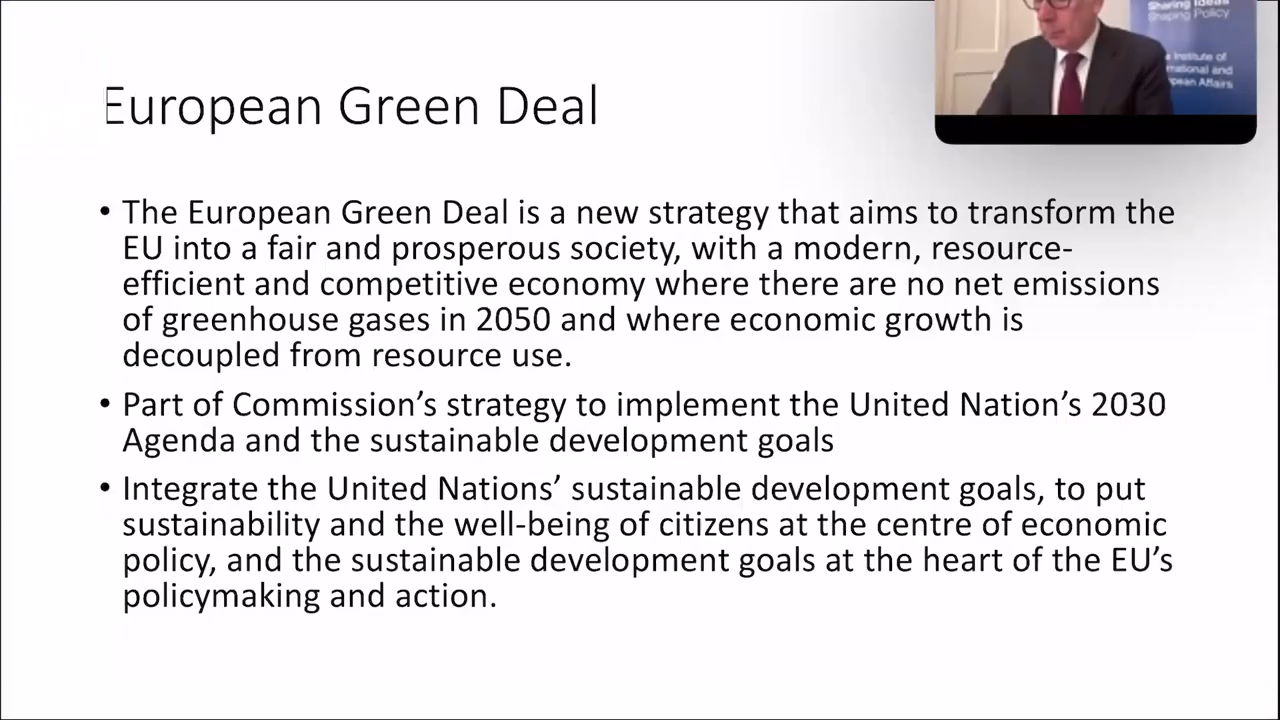 Sharing Ideas
Shaping Policy
Institute of
and
Affairs
European Green Deal
• The European Green Deal is a new strategy that aims to transform the
EU into a fair and prosperous society, with a modern, resource-
efficient and competitive economy where there are no net emissions
of greenhouse gases in 2050 and where economic growth is
decoupled from resource use.
• Part of Commission’s strategy to implement the United Nation’s 2030
Agenda and the sustainable development goals
• Integrate the United Nations’ sustainable development goals, to put
sustainability and the well-being of citizens at the centre of economic
policy, and the sustainable development goals at the heart of the EU’s
policymaking and action.